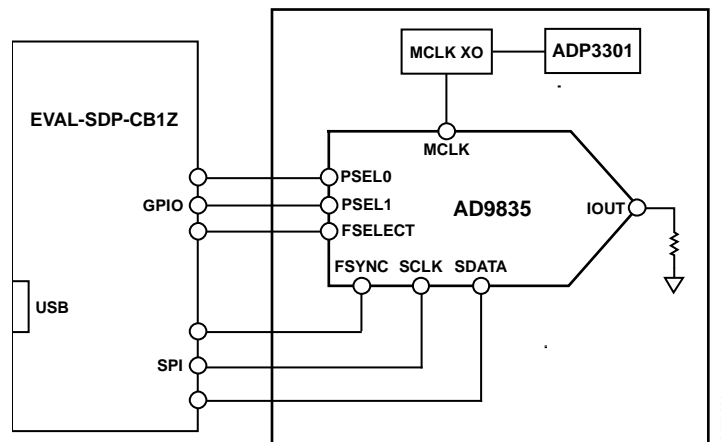 MCLK XO
ADP3301
EVAL-SDP-CB1Z
MCLK
PSEL0
GPIO
PSEL1
AD9835
IOUT
FSELECT
FSYNC
SCLK
SDATA
USB
SPI